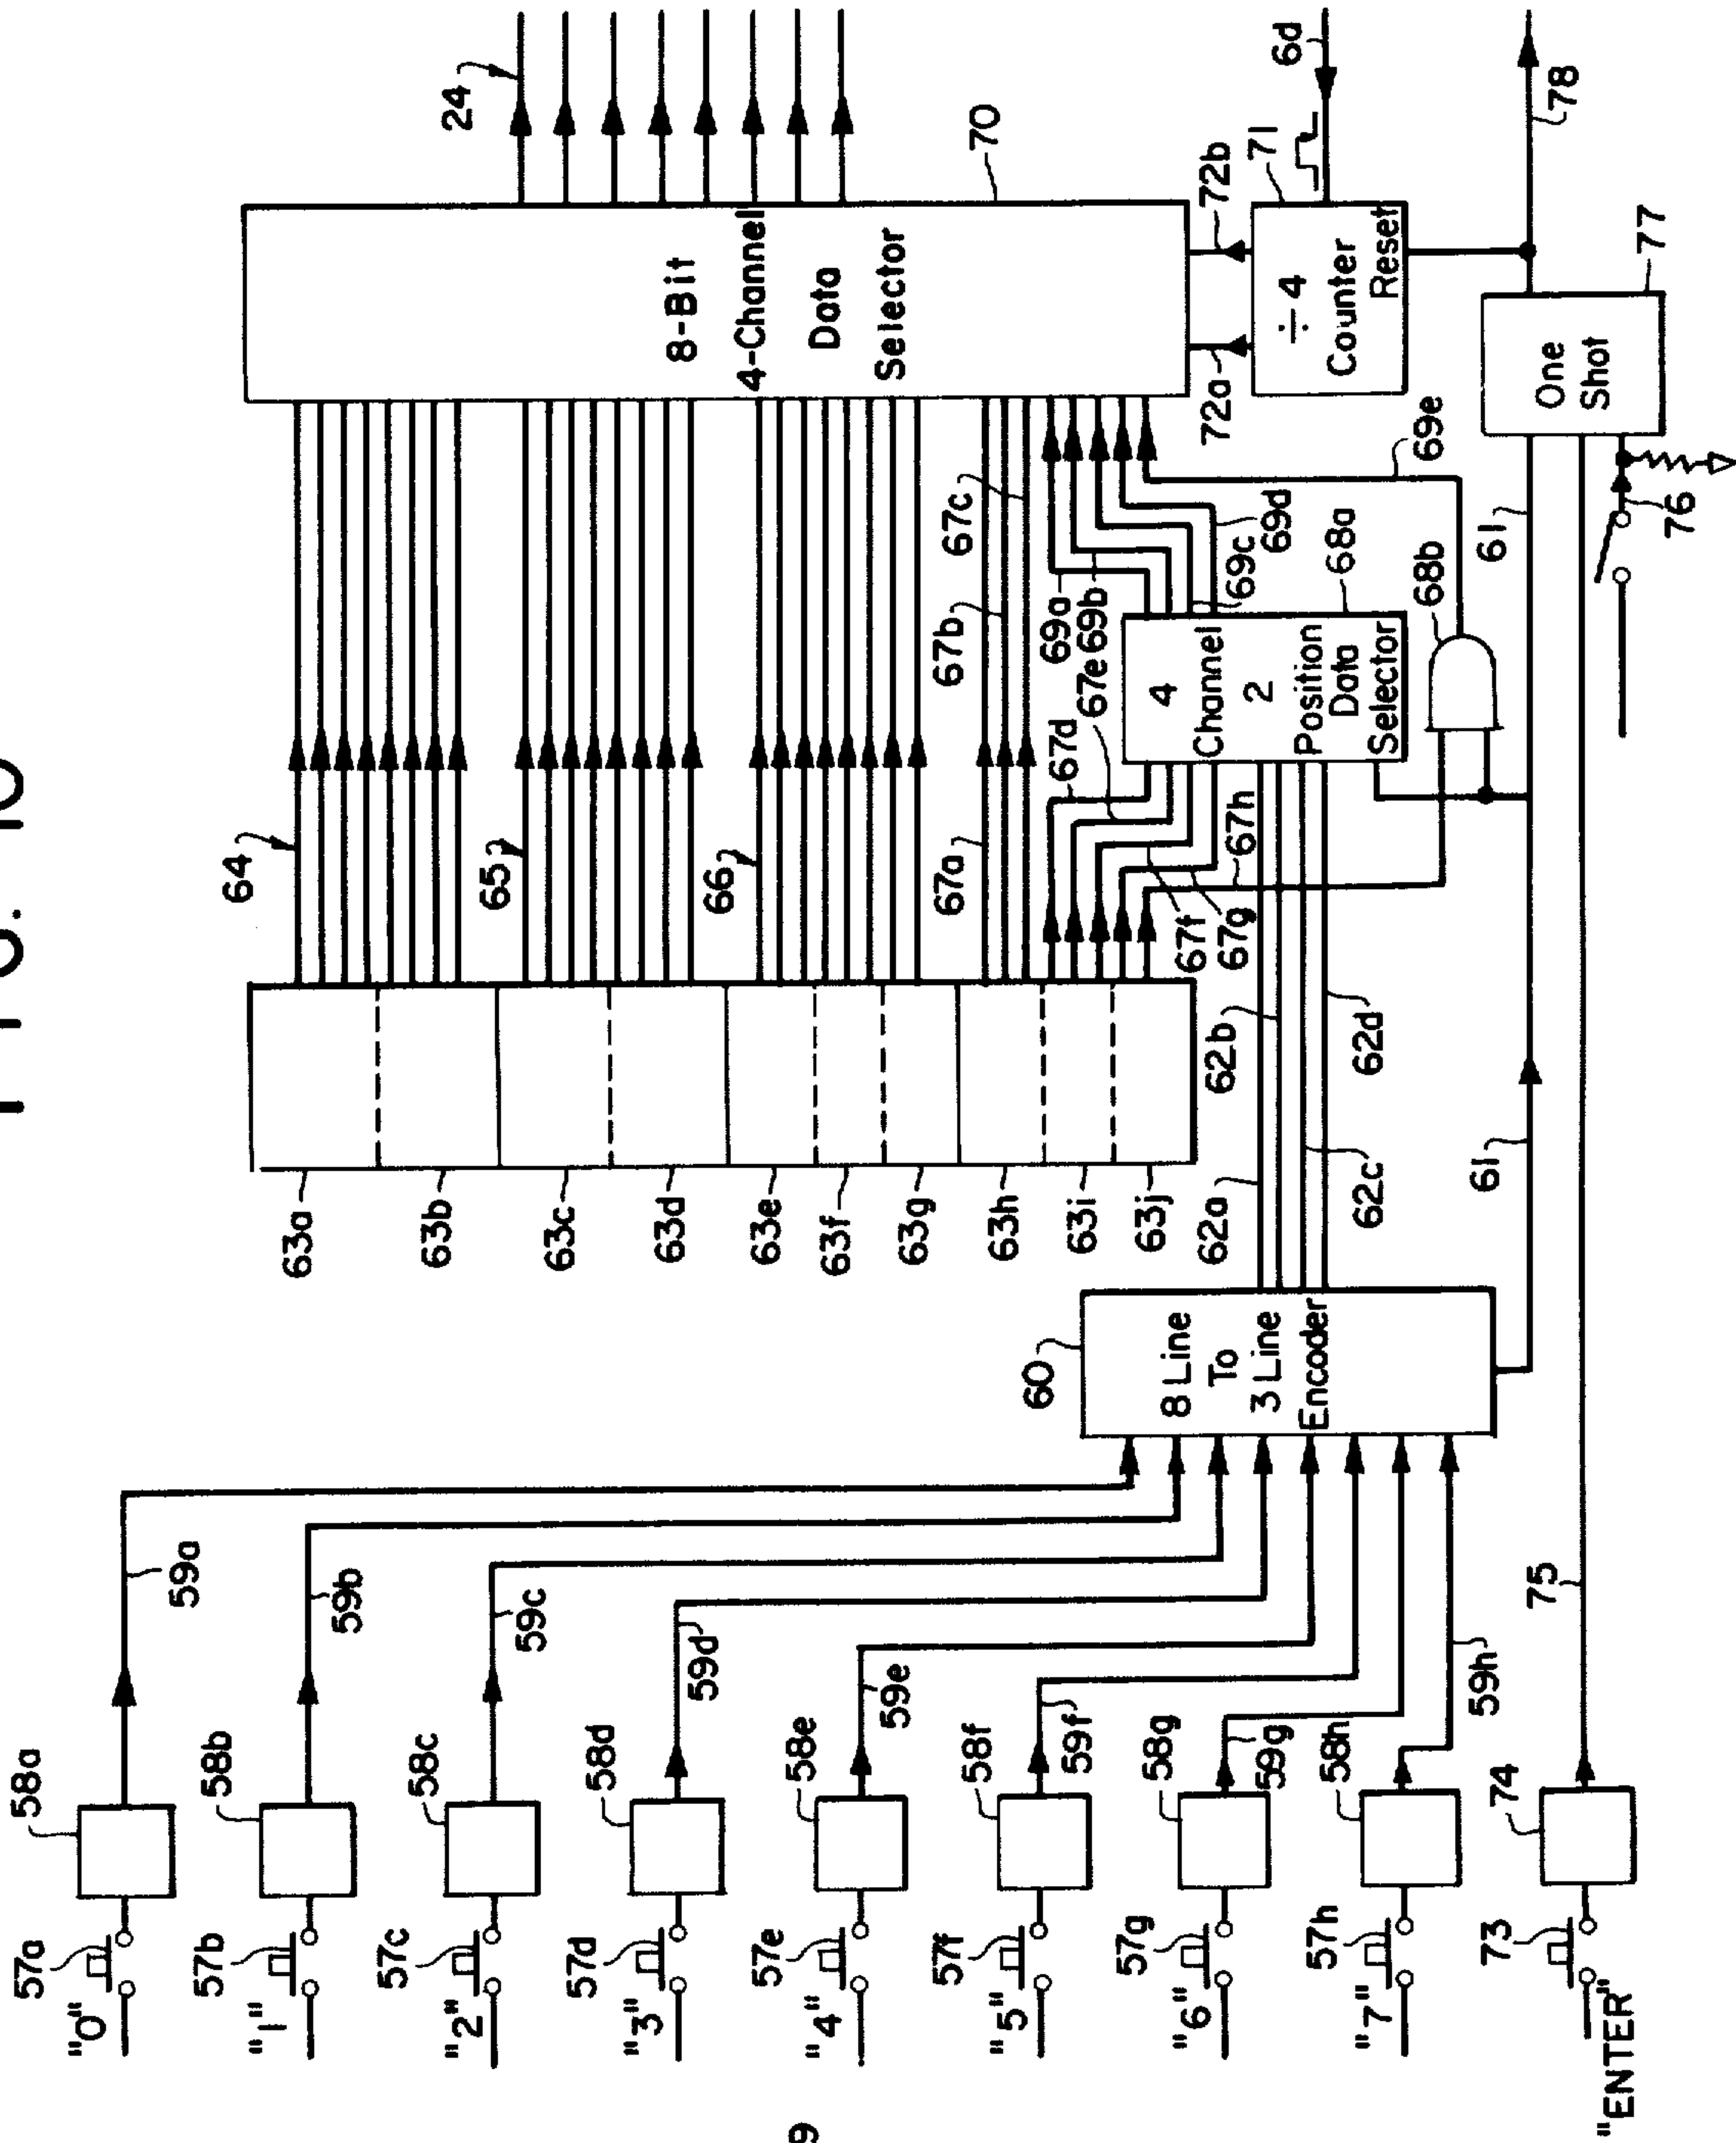 "0"
57a
58a
59a
"1"
57b
58b
59b
"2"
57c
58c
59c
"3"
57d
58d
59d
"4"
57e
58e
59e
"5"
57f
58f
59f
"6"
57g
58g
59g
"7"
57h
58h
59h
"ENTER"
73
74
75
60
8 Line
To
3 Line
Encoder
61
62a
62b
62c
62d
63a
63b
63c
63d
63e
63f
63g
63h
63i
63j
64
65
66
67a
67b
67c
67d
67e
67f
67g
67h
4
Channel
2
Position
Data
Selector
68a
68b
69a
69b
69c
69d
69e
61
76
8-Bit
4-Channel
Data
Selector
70
24
72a
72b
÷4
Counter
Reset
71
6d
One
Shot
77
78
9